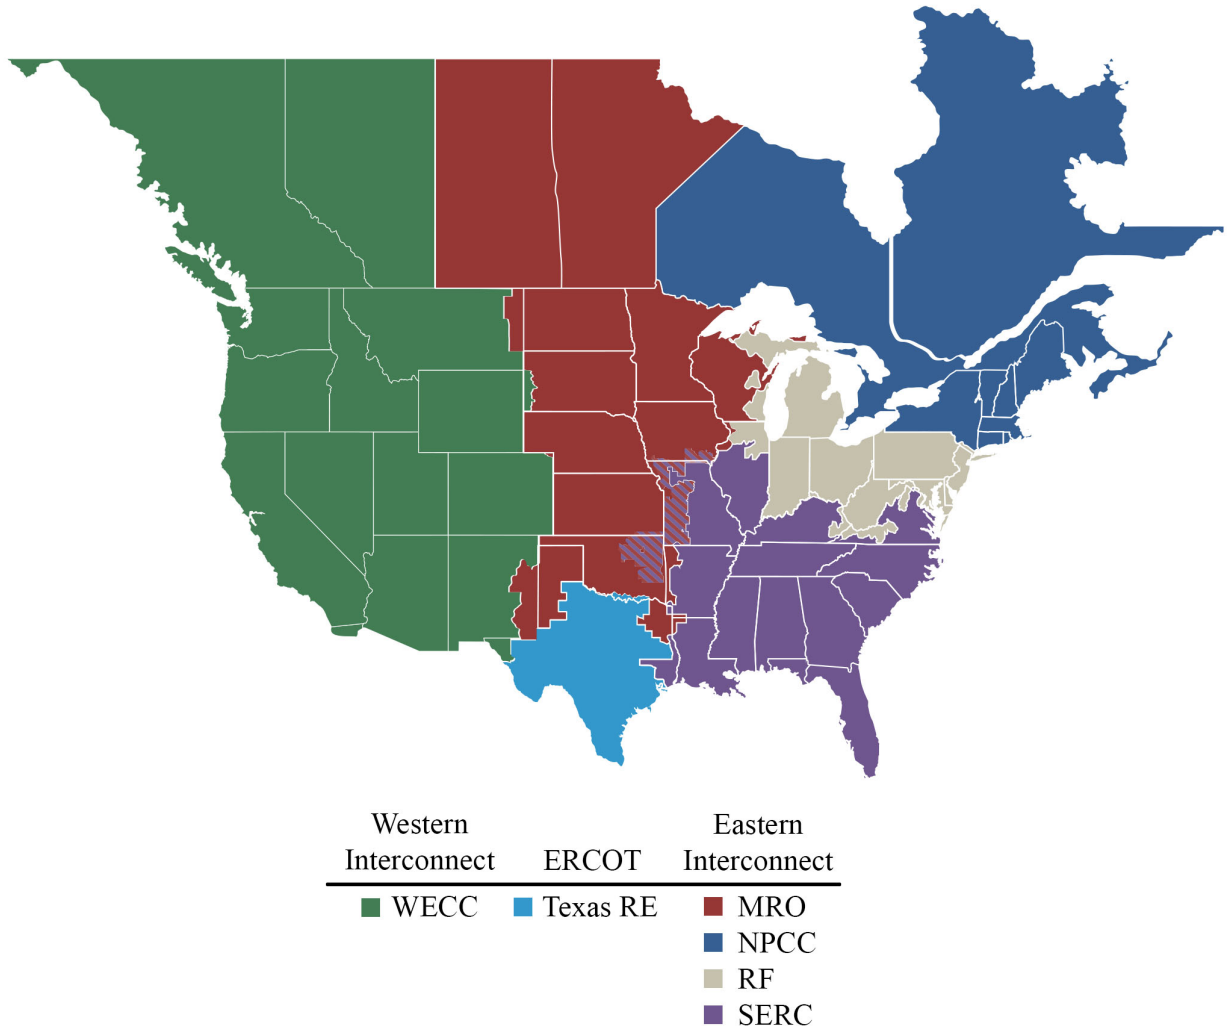 Western
Interconnect
ERCOT
Eastern
Interconnect
WECC
Texas RE
MRO
NPCC
RF
SERC